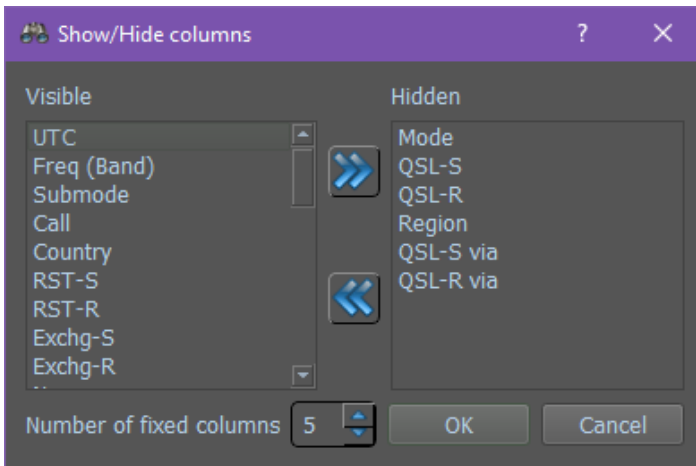 Show/Hide columns
?
Visible
Hidden
UTC
Freq (Band)
Submode
Call
Country
RST-S
RST-R
Exchg-S
Exchg-R
Mode
QSL-S
QSL-R
Region
QSL-S via
QSL-R via
Number of fixed columns 5
OK
Cancel